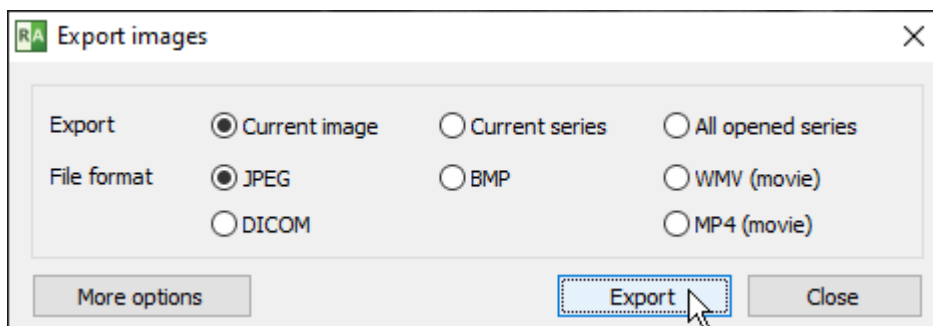 RA Export images
Export Current image Current series All opened series
File format JPEG BMP WMV (movie)
DICOM MP4 (movie)
More options Export Close